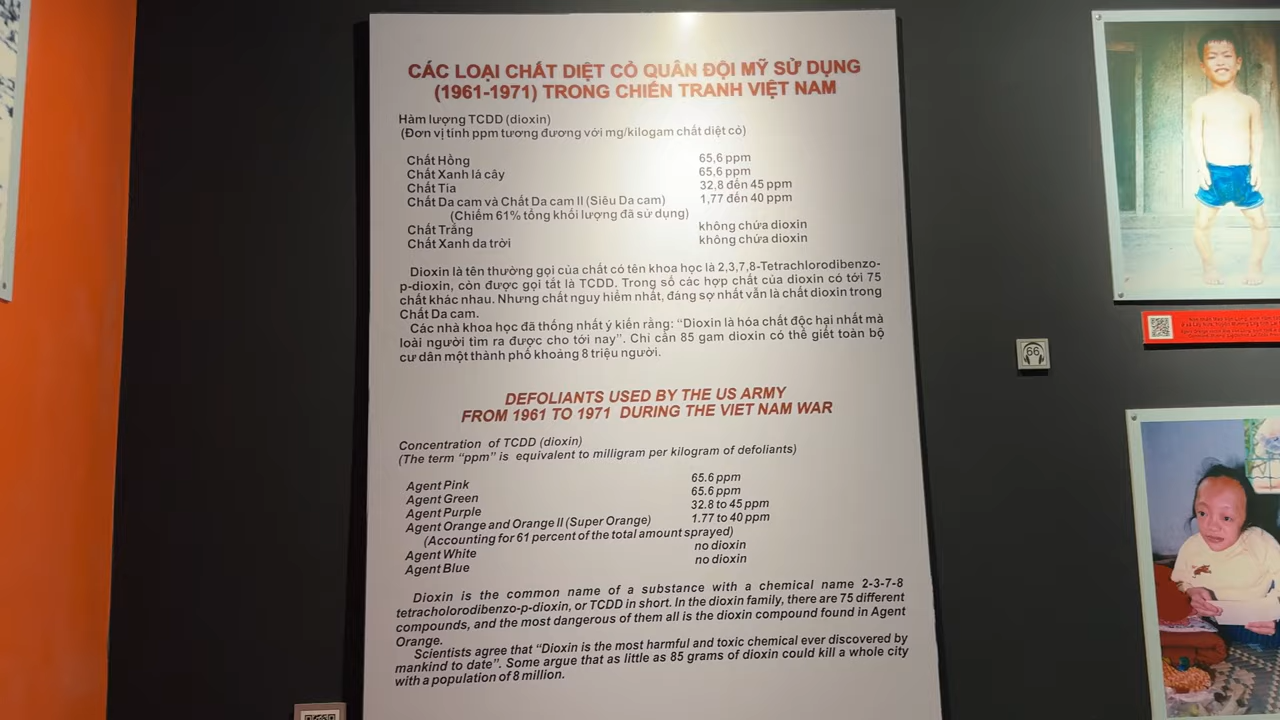 CÁC LOẠI CHẤT DIỆT CỎ QUÂN ĐỘI MỸ SỬ DỤNG
(1961-1971) TRONG CHIẾN TRANH VIỆT NAM
Hàm lượng TCDD (dioxin)
(Đơn vị tính ppm tương đương với mg/kilogam chất diệt cỏ)
Chất Hồng 65,6 ppm
Chất Xanh lá cây 65,6 ppm
Chất Tía 32,8 đến 45 ppm
Chất Da cam và Chất Da cam II (Siêu Da cam) 1,77 đến 40 ppm
(Chiếm 61% tổng khối lượng đã sử dụng)
Chất Trắng không chứa dioxin
Chất Xanh da trời không chứa dioxin
Dioxin là tên thường gọi của chất có tên khoa học là 2,3,7,8-Tetrachlorodibenzo-
p-dioxin, còn được gọi tắt là TCDD. Trong số các hợp chất của dioxin có tới 75
chất khác nhau. Nhưng chất nguy hiểm nhất, đáng sợ nhất vẫn là chất dioxin trong
Chất Da cam.
Các nhà khoa học đã thống nhất ý kiến rằng: “Dioxin là hóa chất độc hại nhất mà
loài người tìm ra được cho tới nay”. Chỉ cần 85 gam dioxin có thể giết toàn bộ
cư dân một thành phố khoảng 8 triệu người.
DEFOLIANTS USED BY THE US ARMY
FROM 1961 TO 1971 DURING THE VIET NAM WAR
Concentration of TCDD (dioxin)
(The term “ppm” is equivalent to milligram per kilogram of defoliants)
Agent Pink 65.6 ppm
Agent Green 65.6 ppm
Agent Purple 32.8 to 45 ppm
Agent Orange and Orange II (Super Orange) 1.77 to 40 ppm
(Accounting for 61 percent of the total amount sprayed)
Agent White no dioxin
Agent Blue no dioxin
Dioxin is the common name of a substance with a chemical name 2-3-7-8
tetracholorodibenzo-p-dioxin, or TCDD in short. In the dioxin family, there are 75 different
compounds, and the most dangerous of them all is the dioxin compound found in Agent
Orange.
Scientists agree that “Dioxin is the most harmful and toxic chemical ever discovered by
mankind to date”. Some argue that as little as 85 grams of dioxin could kill a whole city
with a population of 8 million.
66